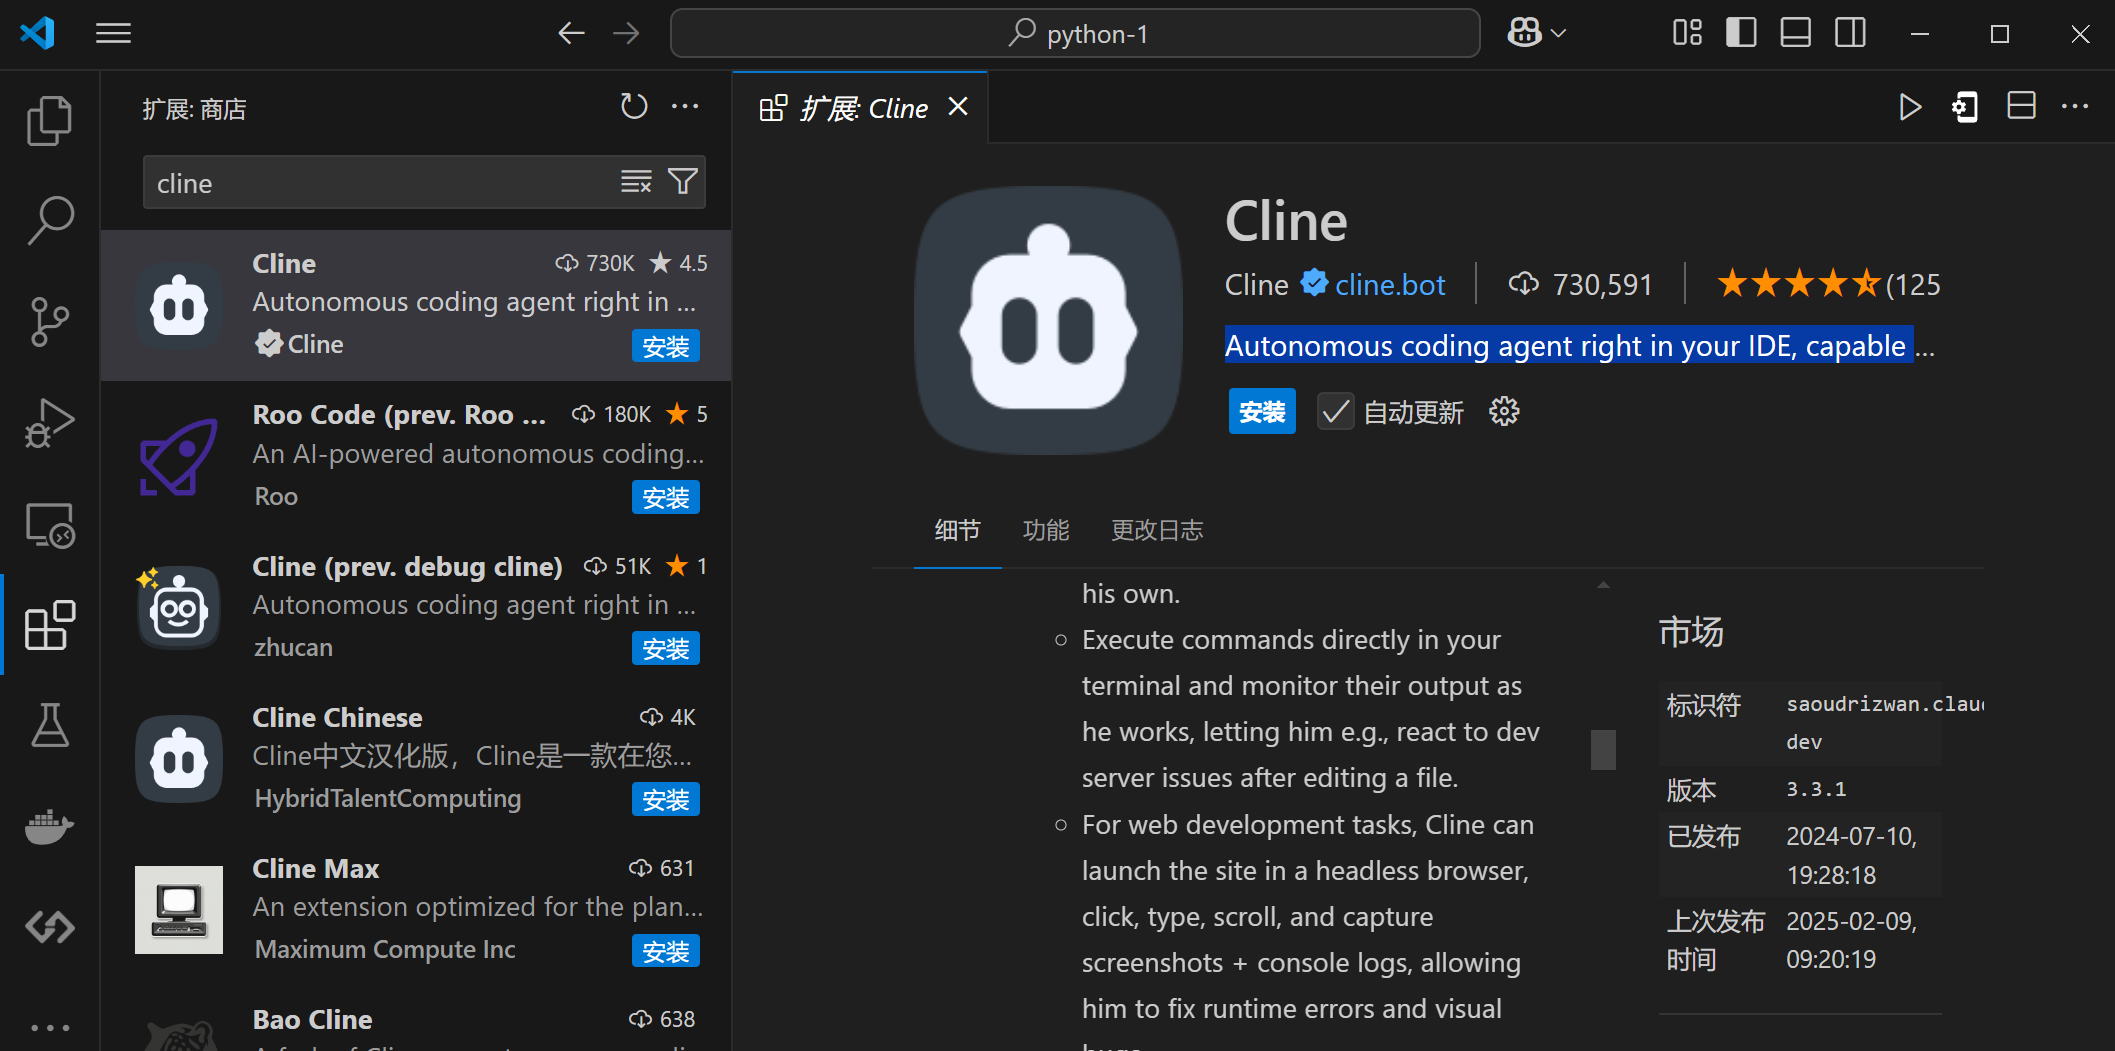 python-1
扩展: 商店
cline
Cline 730K 4.5
Autonomous coding agent right in ...
Cline 安装
Roo Code (prev. Roo ... 180K 5
An AI-powered autonomous coding...
Roo 安装
Cline (prev. debug cline) 51K 1
Autonomous coding agent right in ...
zhucan 安装
Cline Chinese 4K
Cline中文汉化版，Cline是一款在您...
HybridTalentComputing 安装
Cline Max 631
An extension optimized for the plan...
Maximum Compute Inc 安装
Bao Cline 638
扩展: Cline
Cline
Cline cline.bot 730,591 (125
Autonomous coding agent right in your IDE, capable ...
安装 自动更新
细节 功能 更改日志
his own.
Execute commands directly in your
terminal and monitor their output as
he works, letting him e.g., react to dev
server issues after editing a file.
For web development tasks, Cline can
launch the site in a headless browser,
click, type, scroll, and capture
screenshots + console logs, allowing
him to fix runtime errors and visual
市场
标识符 saoudrizwan.clau
dev
版本 3.3.1
已发布 2024-07-10,
19:28:18
上次发布 2025-02-09,
时间 09:20:19